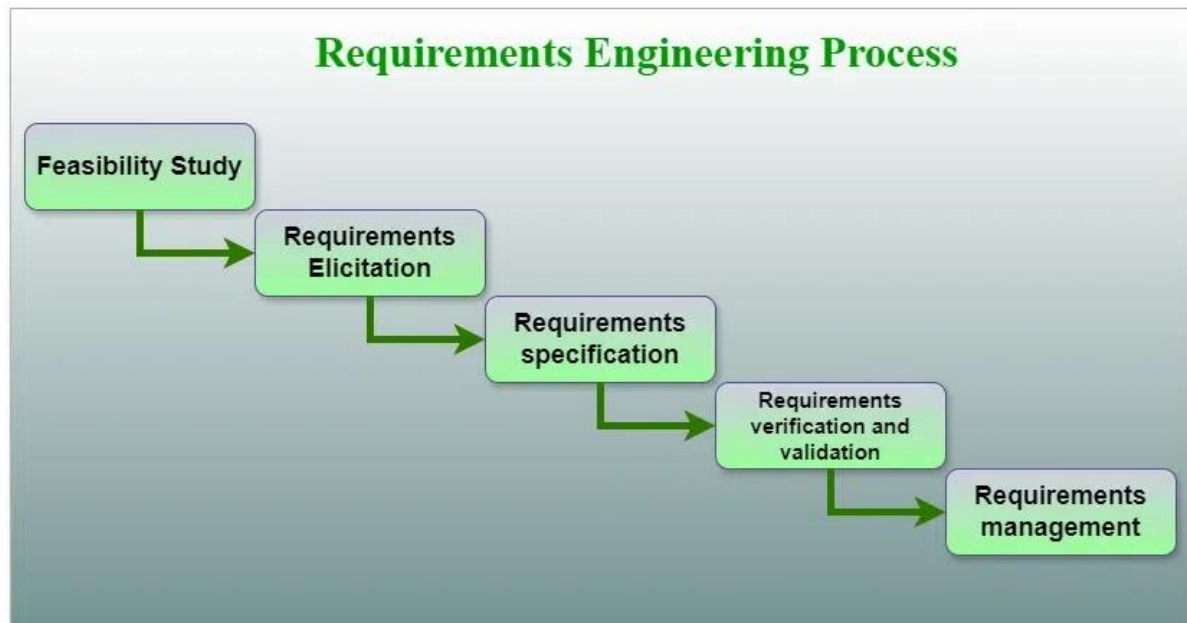 Requirements Engineering Process
Feasibility Study
Requirements
Elicitation
Requirements
specification
Requirements
verification and
validation
Requirements
management